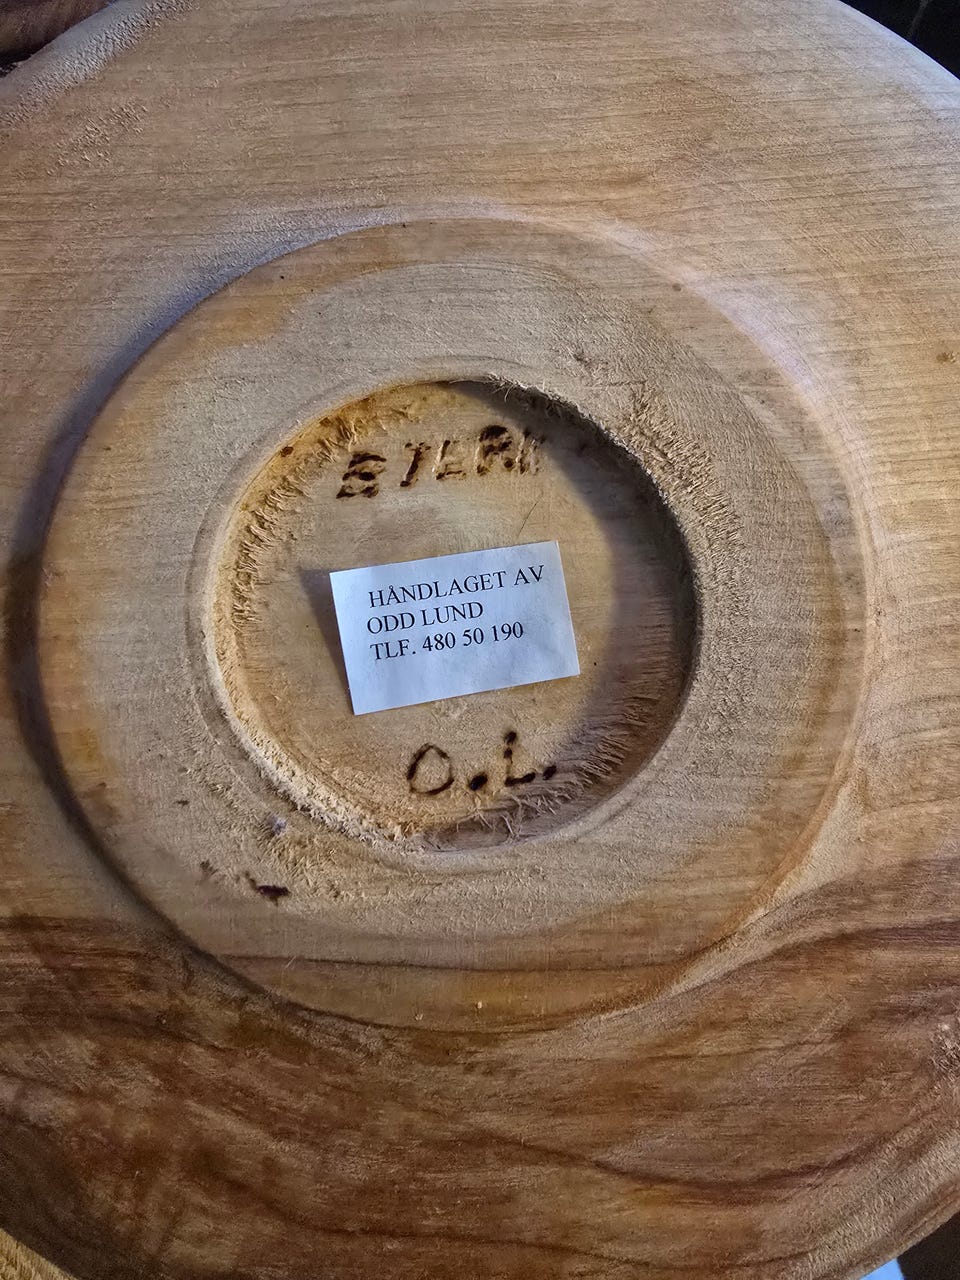 BJERK
HÅNDLAGET AV
ODD LUND
TLF. 480 50 190
O.L.